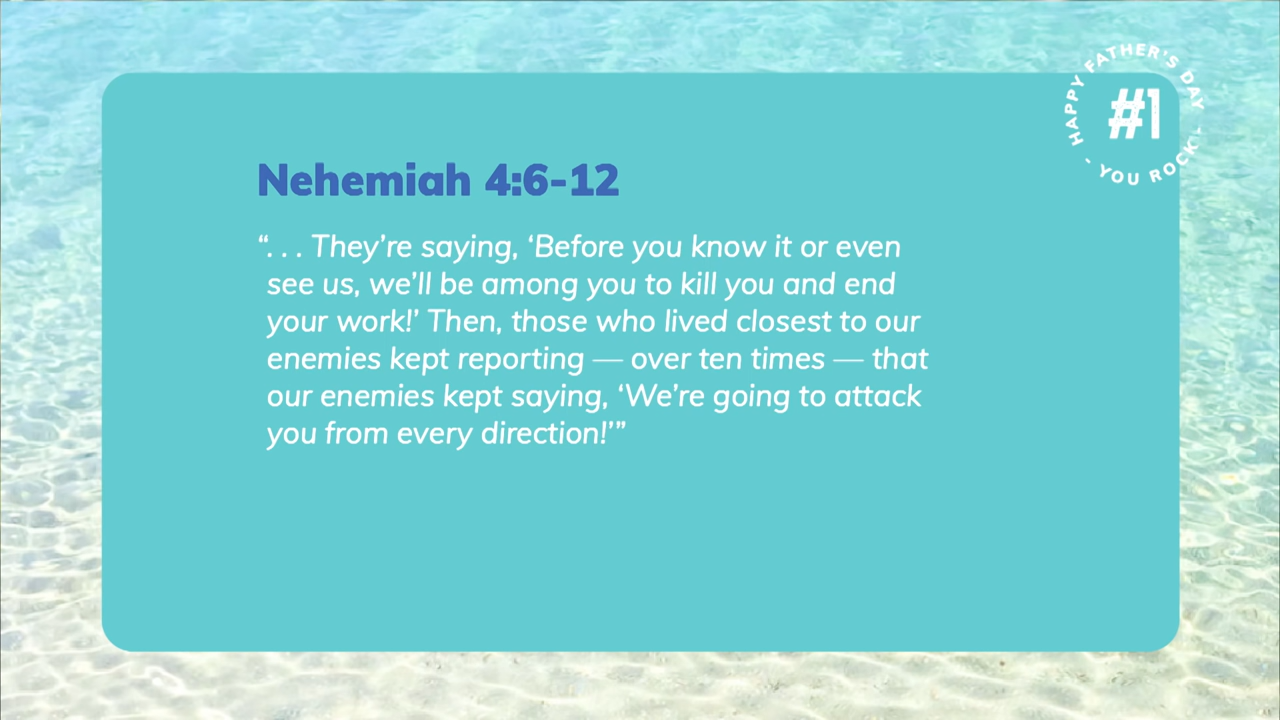 HAPPY FATHER'S DAY
#1
- YOU ROCK -
Nehemiah 4:6-12
“. . . They’re saying, ‘Before you know it or even
see us, we’ll be among you to kill you and end
your work!’ Then, those who lived closest to our
enemies kept reporting — over ten times — that
our enemies kept saying, ‘We’re going to attack
you from every direction!’”